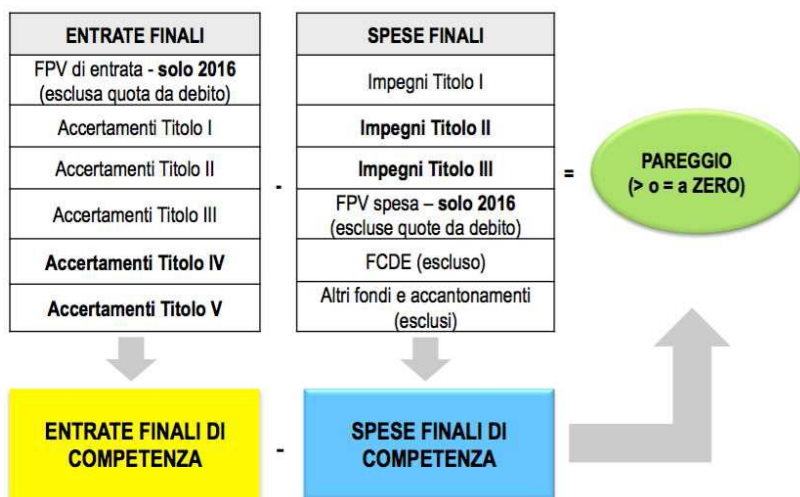 ENTRATE FINALI
FPV di entrata - solo 2016
(esclusa quota da debito)
Accertamenti Titolo I
Accertamenti Titolo II
Accertamenti Titolo III
Accertamenti Titolo IV
Accertamenti Titolo V
-
SPESE FINALI
Impegni Titolo I
Impegni Titolo II
Impegni Titolo III
FPV spesa – solo 2016
(escluse quote da debito)
FCDE (escluso)
Altri fondi e accantonamenti
(esclusi)
=
PAREGGIO
(> o = a ZERO)
ENTRATE FINALI DI
COMPETENZA
-
SPESE FINALI DI
COMPETENZA